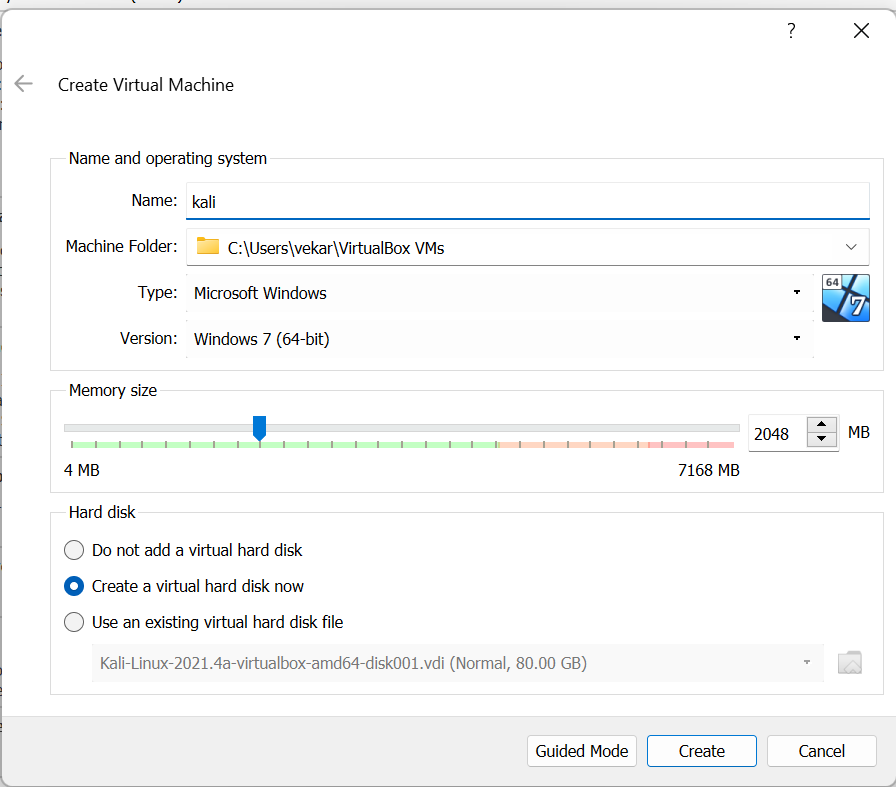 ?
Create Virtual Machine
Name and operating system
Name: kali
Machine Folder: C:\Users\vekar\VirtualBox VMs
Type: Microsoft Windows
64
7
Version: Windows 7 (64-bit)
Memory size
2048 MB
4 MB 7168 MB
Hard disk
Do not add a virtual hard disk
Create a virtual hard disk now
Use an existing virtual hard disk file
Kali-Linux-2021.4a-virtualbox-amd64-disk001.vdi (Normal, 80.00 GB)
Guided Mode Create Cancel